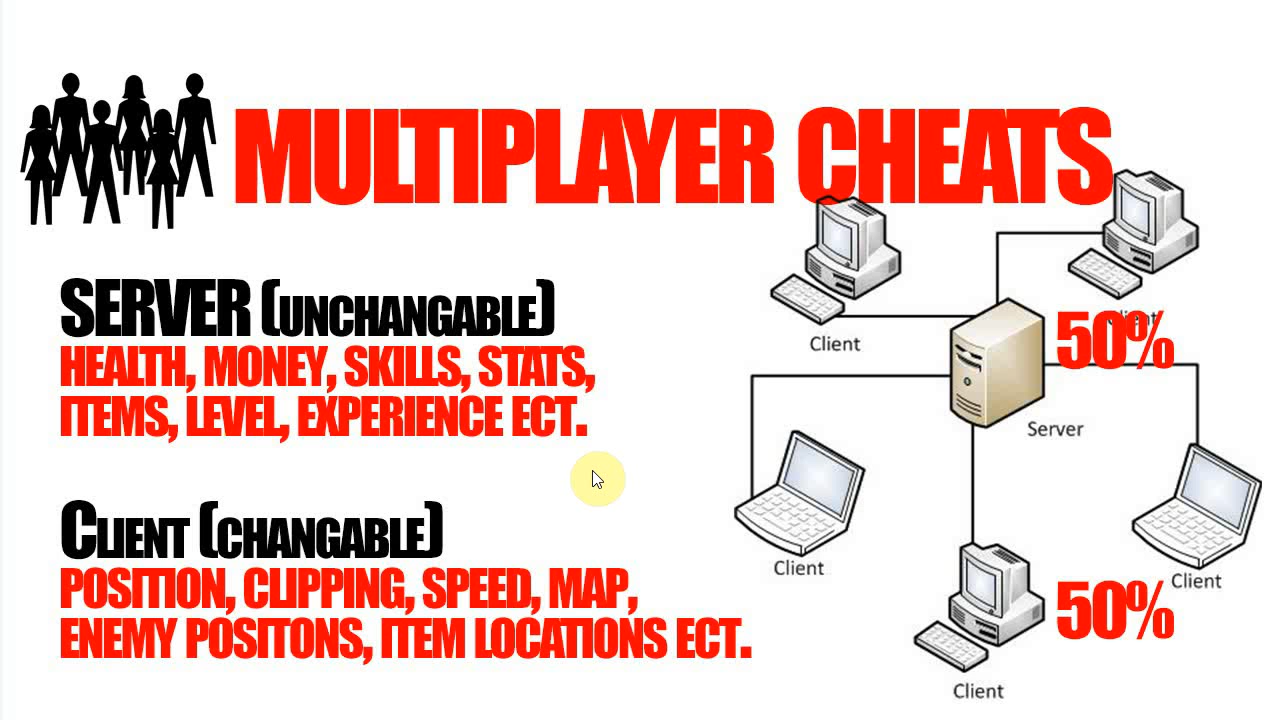 MULTIPLAYER CHEATS
SERVER (UNCHANGABLE)
HEALTH, MONEY, SKILLS, STATS,
ITEMS, LEVEL, EXPERIENCE ECT.
CLIENT (CHANGABLE)
POSITION, CLIPPING, SPEED, MAP,
ENEMY POSITONS, ITEM LOCATIONS ECT.
Client
Client
50%
Server
Client
Client
50%
Client